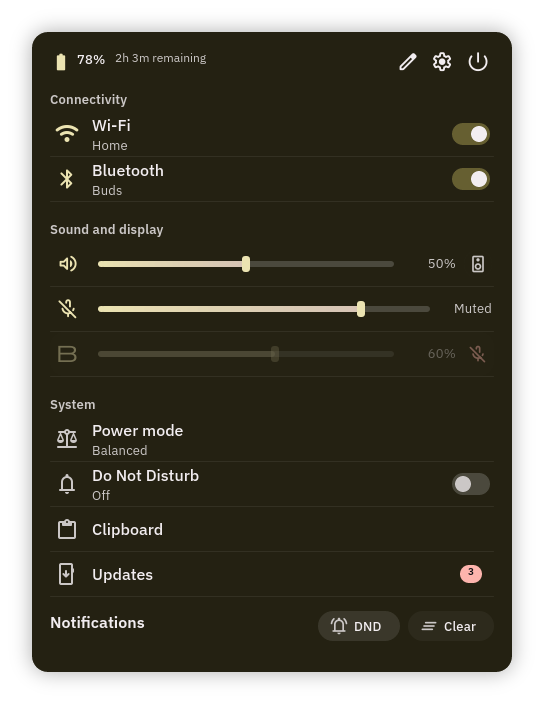 78% 2h 3m remaining
Connectivity
Wi-Fi
Home
Bluetooth
Buds
Sound and display
50%
Muted
60%
System
Power mode
Balanced
Do Not Disturb
Off
Clipboard
Updates 3
Notifications DND Clear